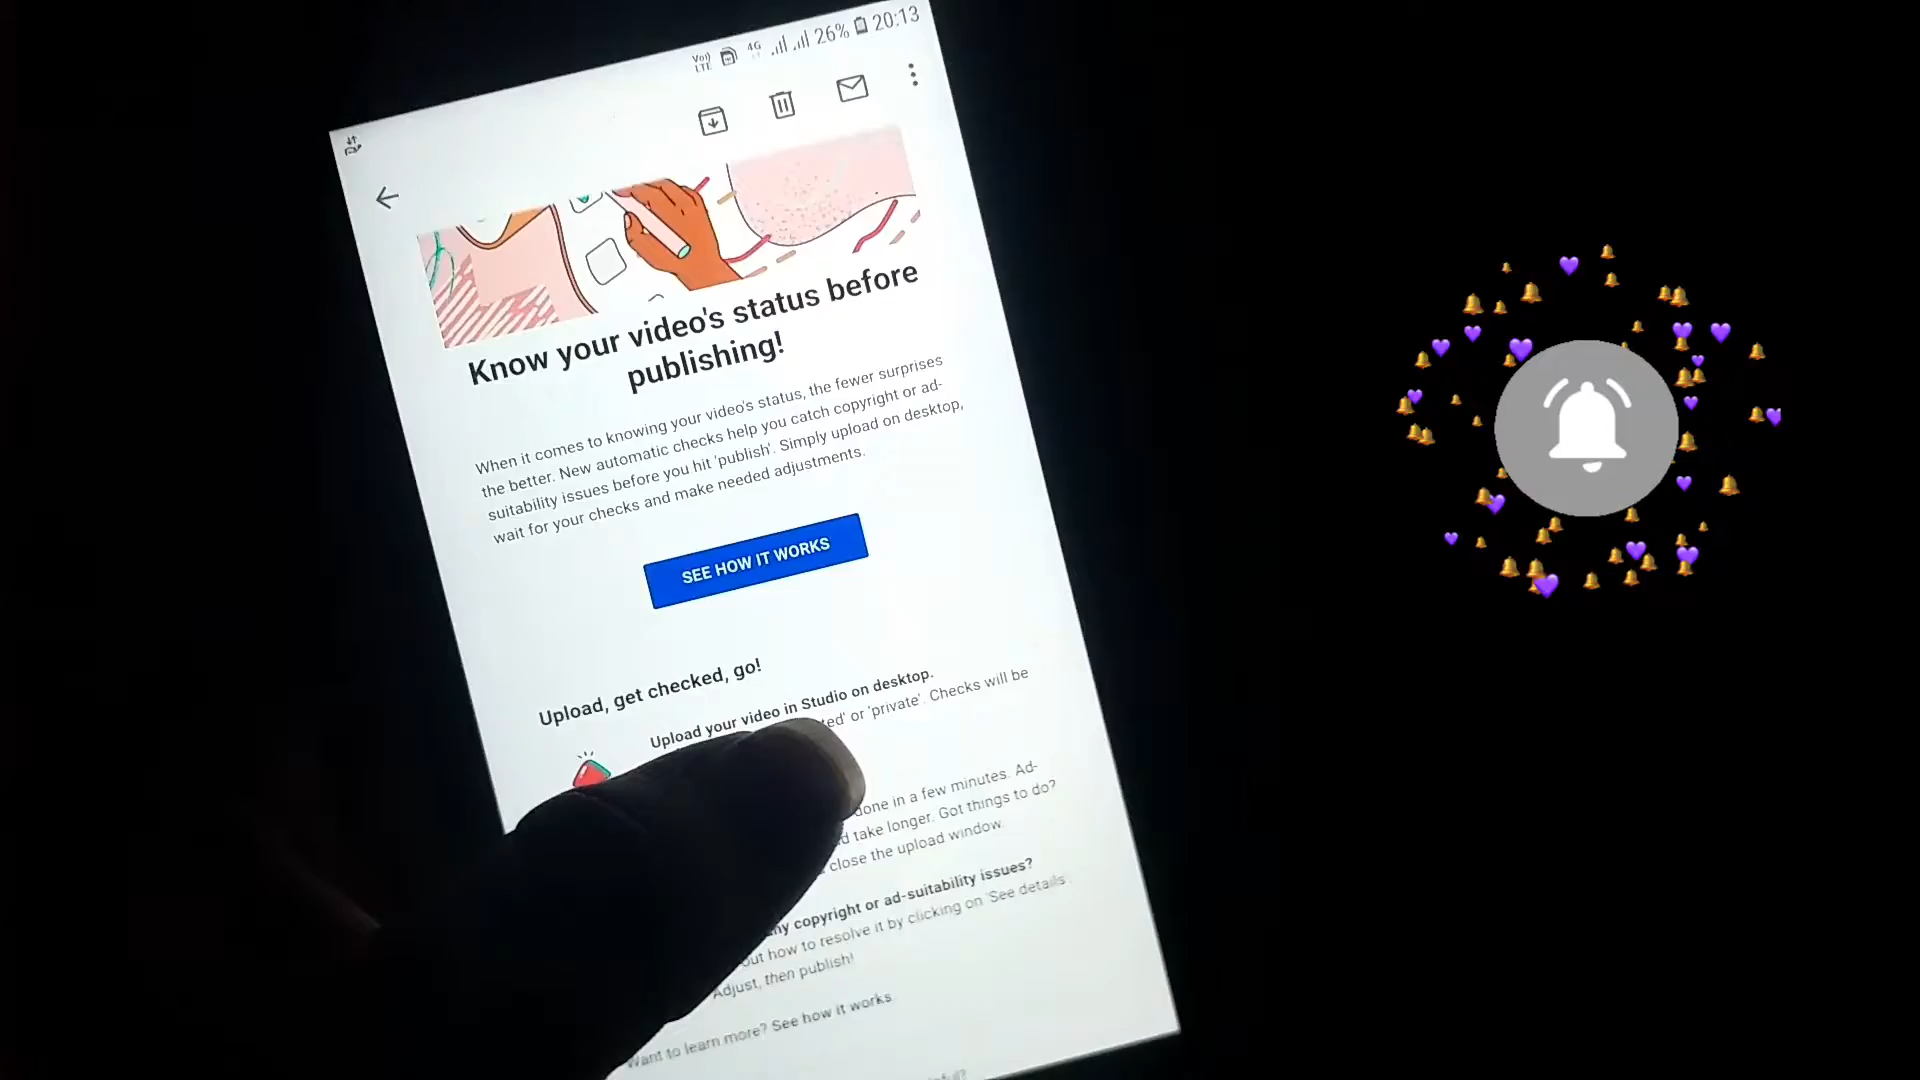 Vo))
LTE
4G
26%
20:13
Know your video's status before
publishing!
When it comes to knowing your video's status, the fewer surprises
the better. New automatic checks help you catch copyright or ad-
suitability issues before you hit 'publish'. Simply upload on desktop,
wait for your checks and make needed adjustments.
SEE HOW IT WORKS
Upload, get checked, go!
Upload your video in Studio on desktop.
or 'private'. Checks will be
done in a few minutes. Ad-
take longer. Got things to do?
close the upload window.
copyright or ad-suitability issues?
how to resolve it by clicking on 'See details'.
Adjust, then publish!
Want to learn more? See how it works